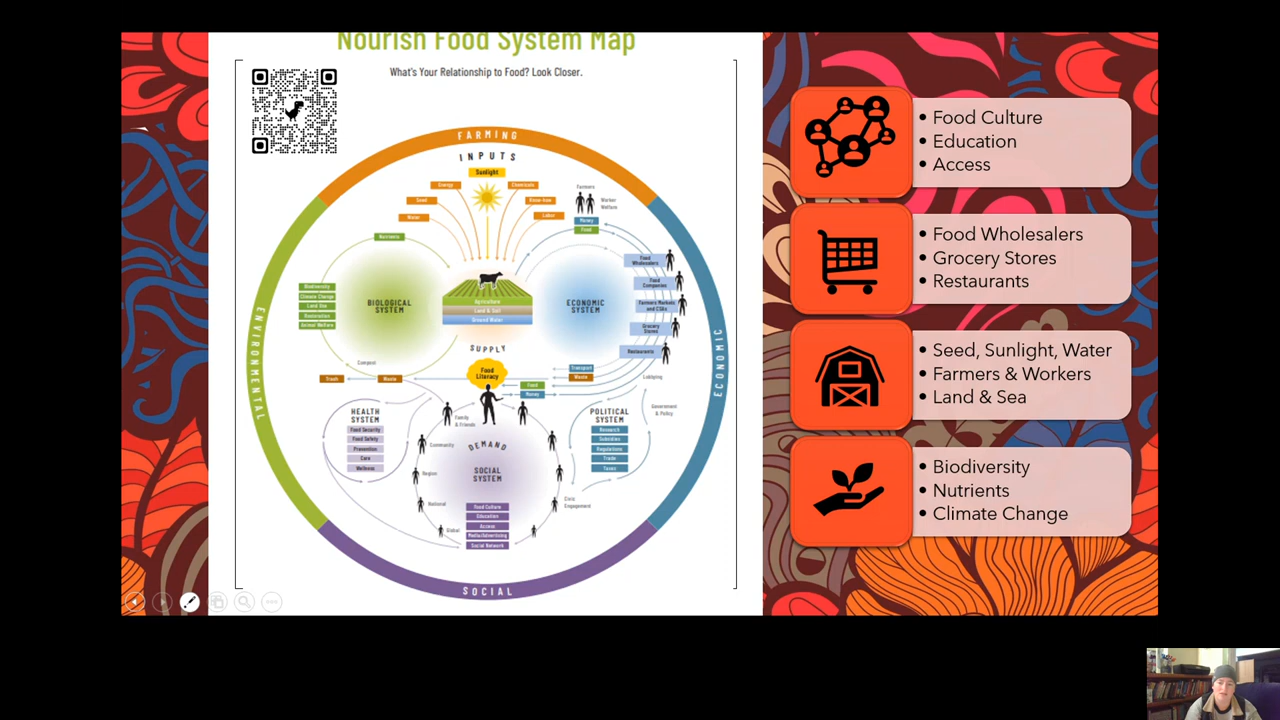 Nourish Food System Map
What's Your Relationship to Food? Look Closer.
FARMING
INPUTS
Sunlight
Energy
Chemicals
Seed
Know-how
Water
Labor
Nutrients
Farmers
Worker
Welfare
Money
Food
Food
Wholesalers
Food
Companies
Farmers Markets
and CSAs
Grocery
Stores
Restaurants
Biodiversity
Climate Change
Land Use
Restoration
Animal Welfare
BIOLOGICAL
SYSTEM
Agriculture
Land & Soil
Ground Water
ECONOMIC
SYSTEM
ENVIRONMENTAL
ECONOMIC
SUPPLY
Compost
Trash
Waste
Food
Literacy
Transport
Waste
Food
Money
Lobbying
HEALTH
SYSTEM
Food Security
Food Safety
Prevention
Care
Wellness
Family
& Friends
Community
Region
National
Global
DEMAND
SOCIAL
SYSTEM
Food Culture
Education
Access
Media/Advertising
Social Network
POLITICAL
SYSTEM
Research
Subsidies
Regulations
Trade
Taxes
Government
& Policy
Civic
Engagement
SOCIAL
• Food Culture
• Education
• Access
• Food Wholesalers
• Grocery Stores
• Restaurants
• Seed, Sunlight, Water
• Farmers & Workers
• Land & Sea
• Biodiversity
• Nutrients
• Climate Change